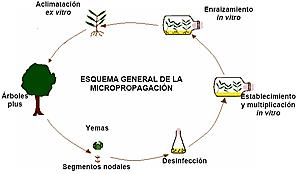 Aclimatación
ex vitro
Enraizamiento
in vitro
ESQUEMA GENERAL DE LA
MICROPROPAGACIÓN
Establecimiento
y multiplicación
in vitro
Árboles
plus
Yemas
Segmentos nodales
Desinfección